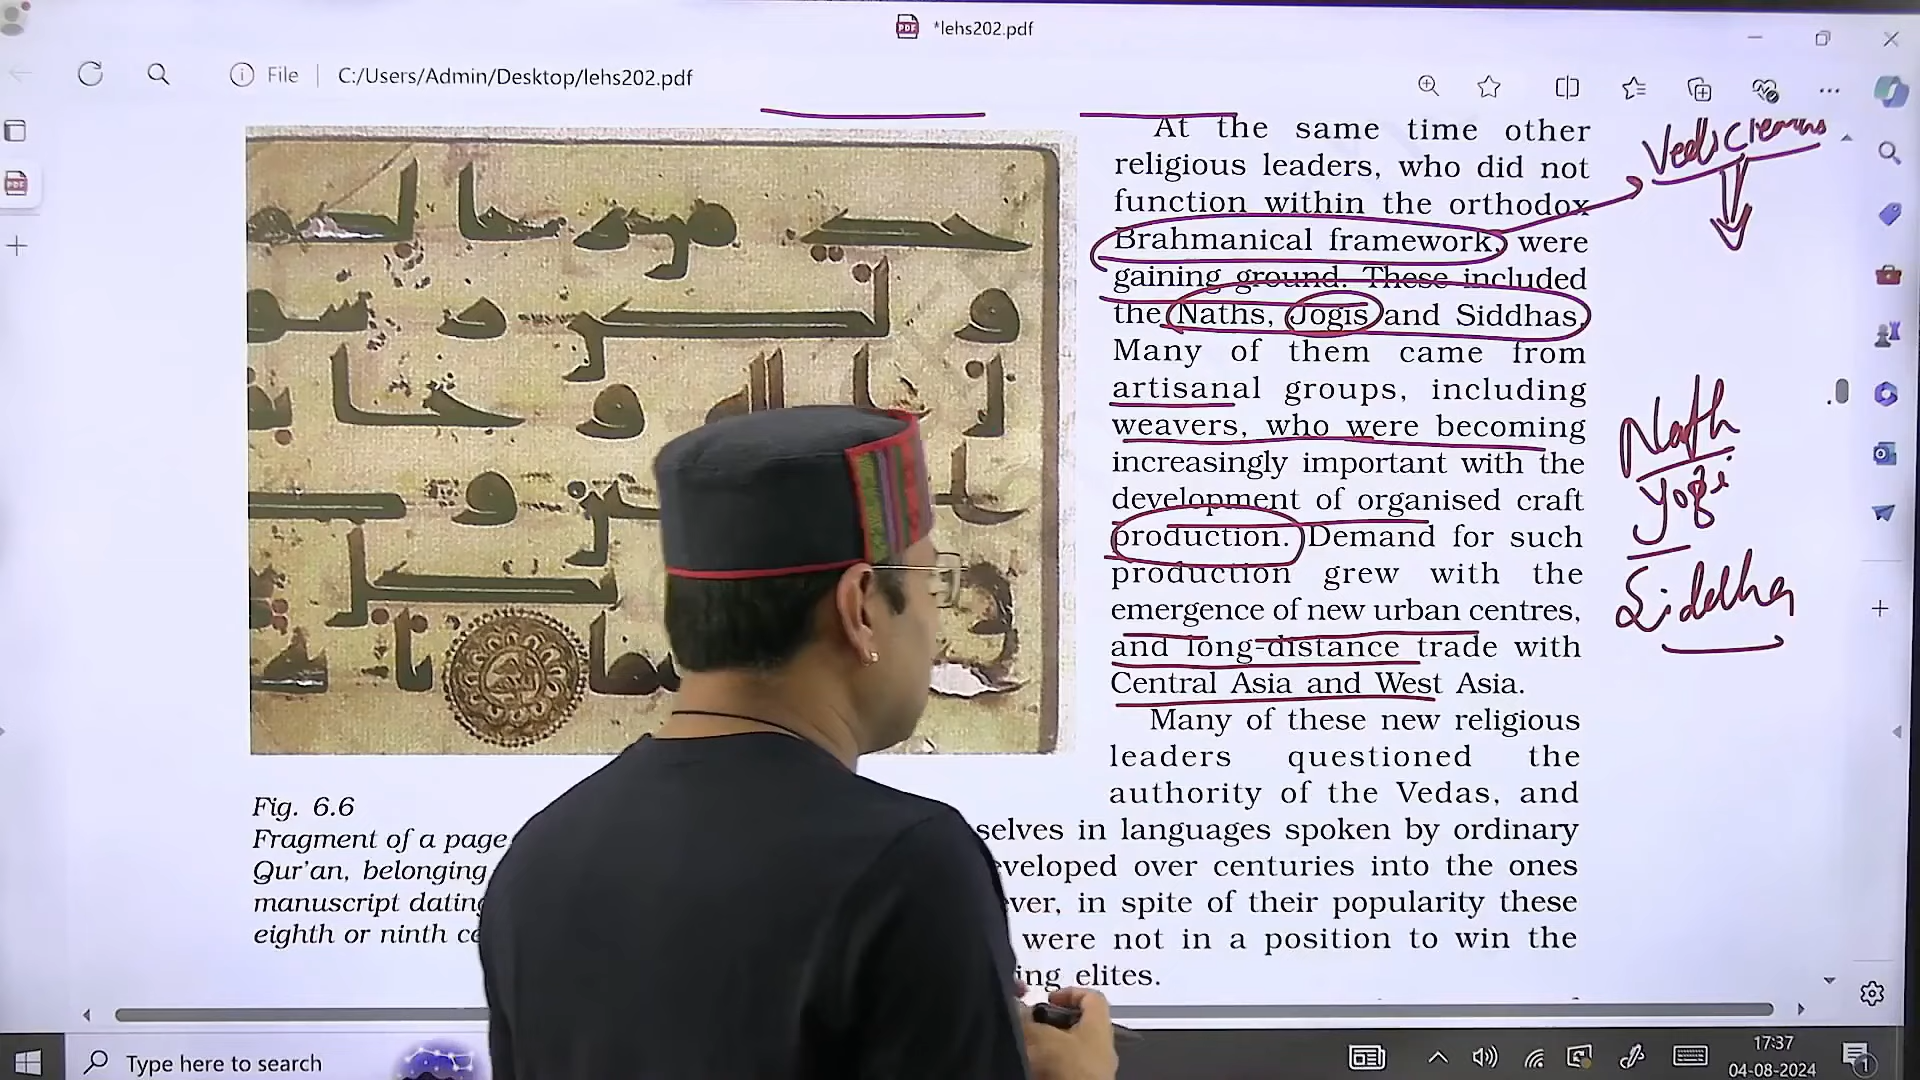 *lehs202.pdf
File
C:/Users/Admin/Desktop/lehs202.pdf
At the same time other
religious leaders, who did not
function within the orthodox
Brahmanical framework, were
gaining ground. These included
the Naths, Jogis and Siddhas.
Many of them came from
artisanal groups, including
weavers, who were becoming
increasingly important with the
development of organised craft
production. Demand for such
production grew with the
emergence of new urban centres,
and long-distance trade with
Central Asia and West Asia.
Many of these new religious
leaders questioned the
authority of the Vedas, and
selves in languages spoken by ordinary
eveloped over centuries into the ones
ever, in spite of their popularity these
were not in a position to win the
ing elites.
Nath
Yogi
Siddha
Fig. 6.6
Fragment of a page
Qur'an, belonging
manuscript dating
eighth or ninth ce
Type here to search
17:37
04-08-2024
1